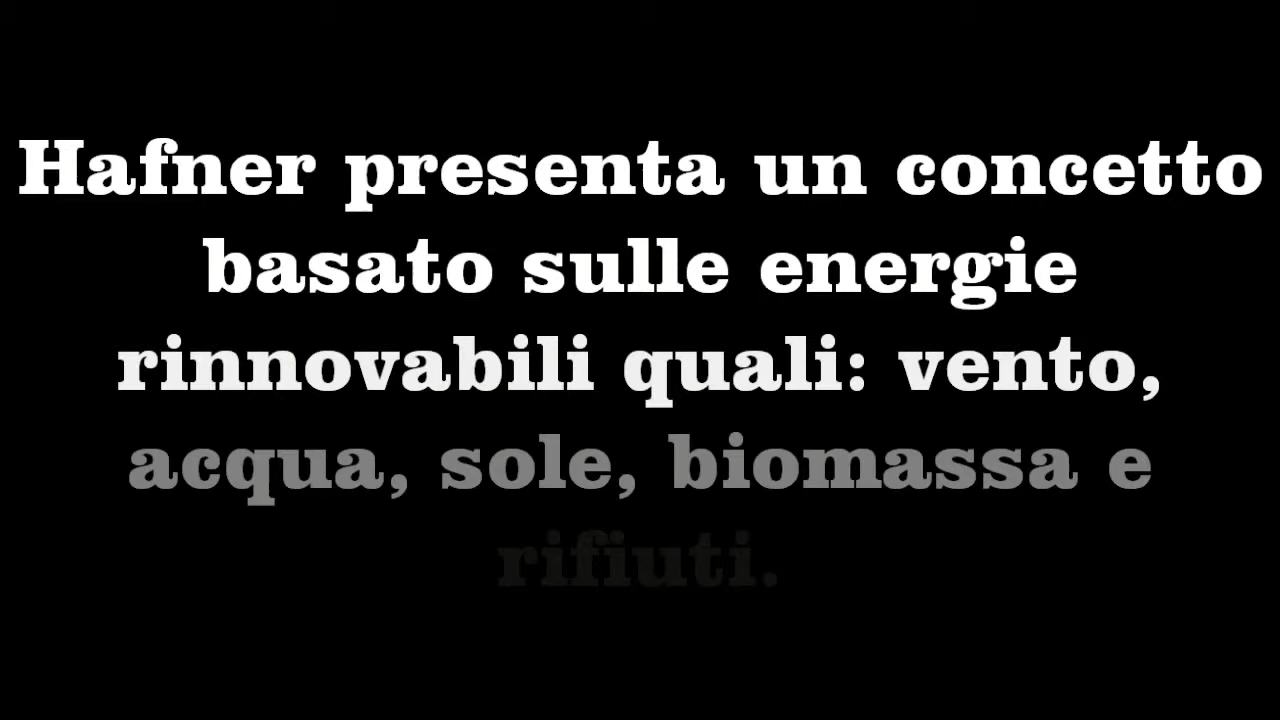 Hafner presenta un concetto
basato sulle energie
rinnovabili quali: vento,
acqua, sole, biomassa e
rifiuti.